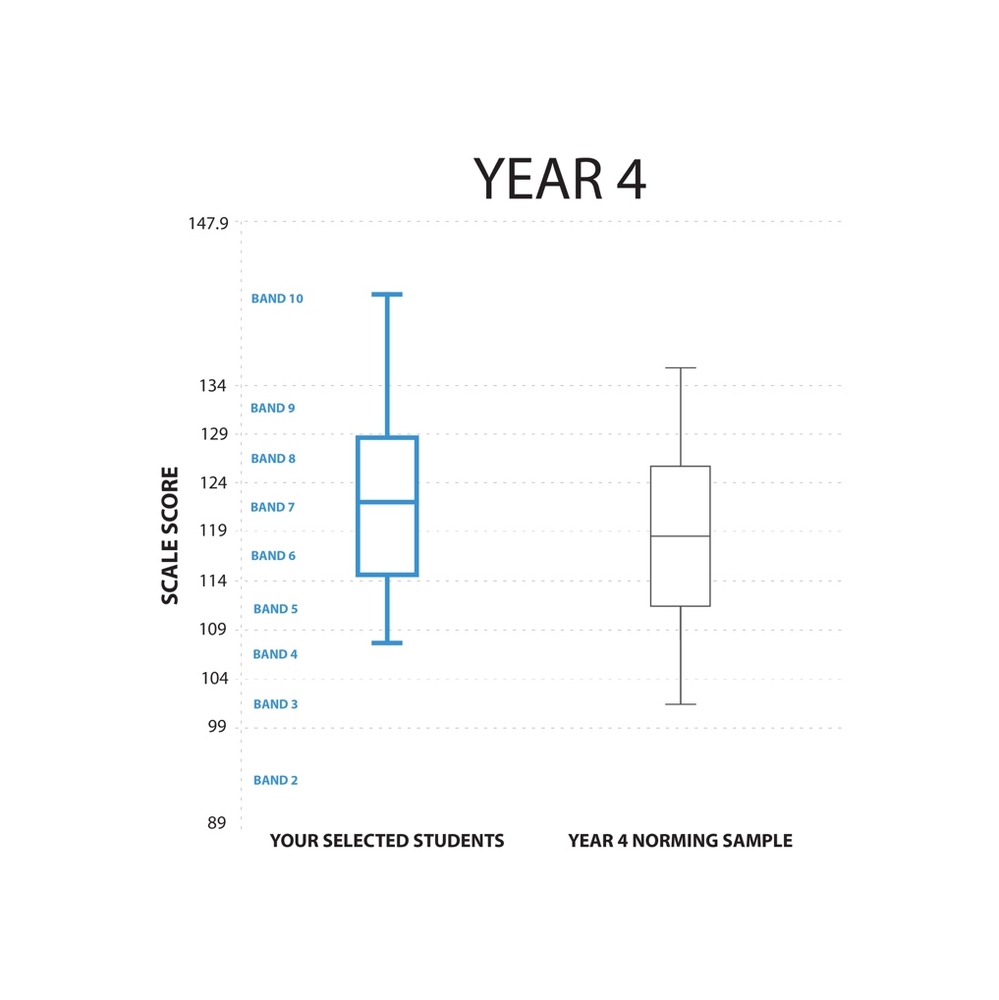 YEAR 4
147.9
BAND 10
134
BAND 9
129
BAND 8
124
BAND 7
119
BAND 6
114
BAND 5
109
BAND 4
104
BAND 3
99
BAND 2
89
SCALE SCORE
YOUR SELECTED STUDENTS
YEAR 4 NORMING SAMPLE